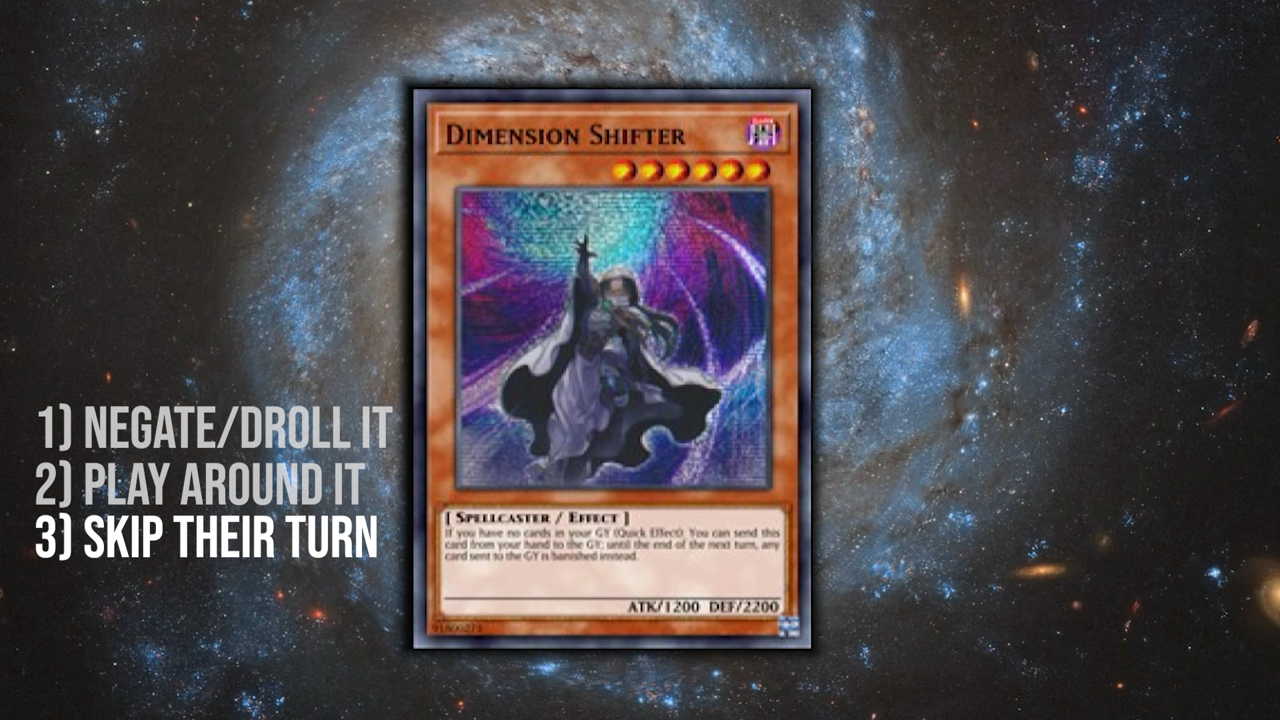 DIMENSION SHIFTER
1) NEGATE/DROLL IT
2) PLAY AROUND IT
3) SKIP THEIR TURN
[ SPELLCASTER / EFFECT ]
If you have no cards in your GY (Quick Effect): You can send this
card from your hand to the GY; until the end of the next turn, any
card sent to the GY is banished instead.
ATK/1200 DEF/2200